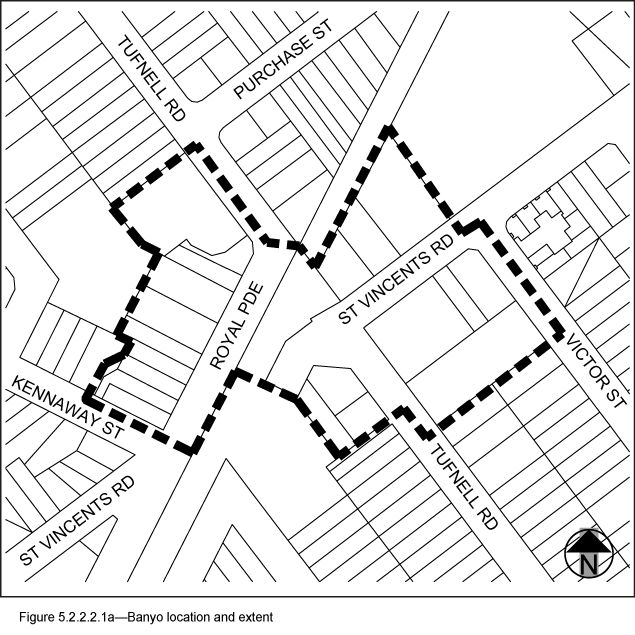 TUFNELL RD
PURCHASE ST
ST VINCENTS RD
ROYAL PDE
VICTOR ST
KENNAWAY ST
TUFNELL RD
ST VINCENTS RD
N
Figure 5.2.2.2.1a—Banyo location and extent